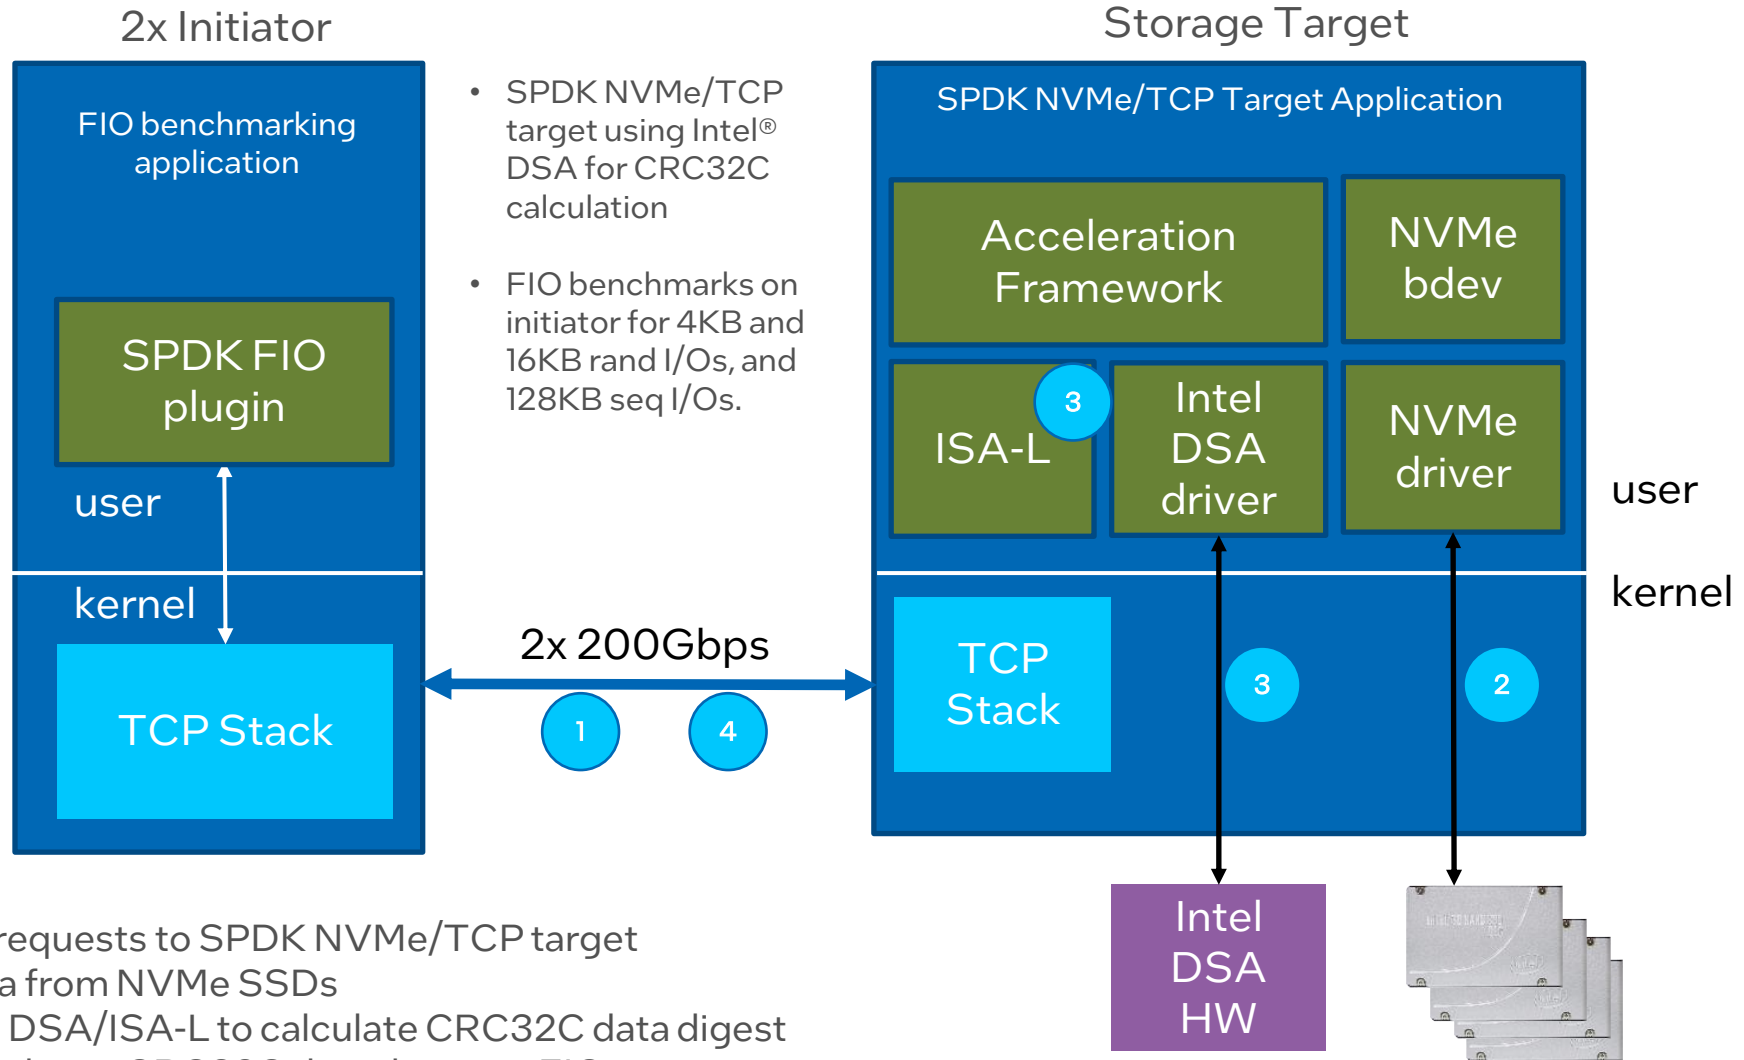 2x Initiator
Storage Target
FIO benchmarking
application
SPDK FIO
plugin
user
kernel
TCP Stack
• SPDK NVMe/TCP
target using Intel®
DSA for CRC32C
calculation
• FIO benchmarks on
initiator for 4KB and
16KB rand I/Os, and
128KB seq I/Os.
2x 200Gbps
1
4
SPDK NVMe/TCP Target Application
Acceleration
Framework
NVMe
bdev
ISA-L
3
Intel
DSA
driver
NVMe
driver
user
kernel
TCP
Stack
3
2
Intel
DSA
HW
requests to SPDK NVMe/TCP target
from NVMe SSDs
DSA/ISA-L to calculate CRC32C data digest